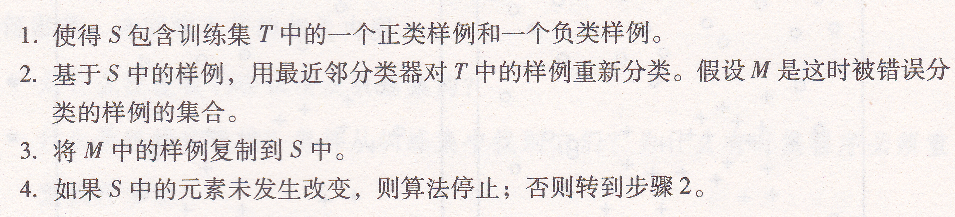 1. 使得 S 包含训练集 T 中的一个正类样例和一个负类样例。
2. 基于 S 中的样例，用最近邻分类器对 T 中的样例重新分类。假设 M 是这时被错误分
类的样例的集合。
3. 将 M 中的样例复制到 S 中。
4. 如果 S 中的元素未发生改变，则算法停止；否则转到步骤 2。